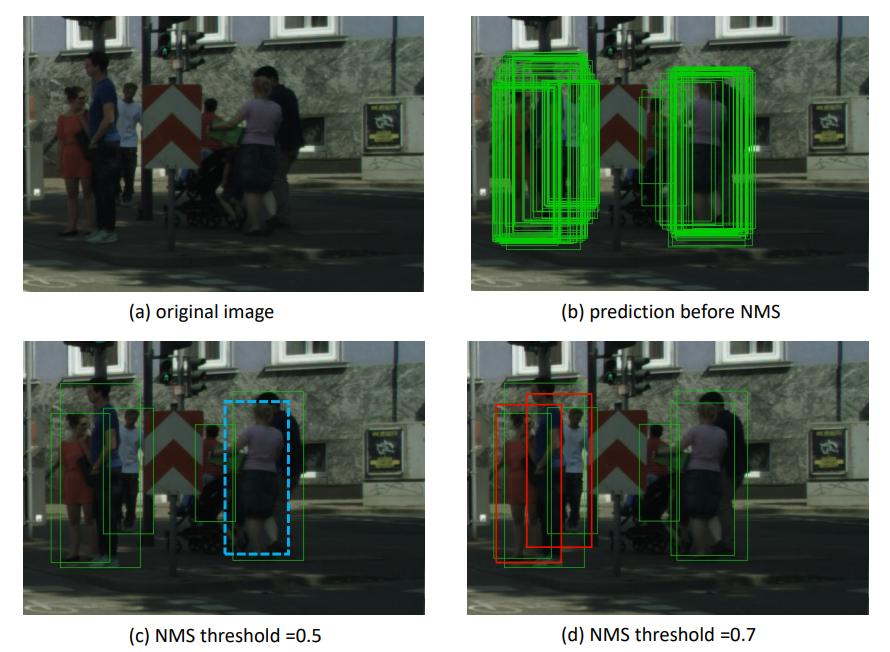 (a) original image
(b) prediction before NMS
(c) NMS threshold =0.5
(d) NMS threshold =0.7